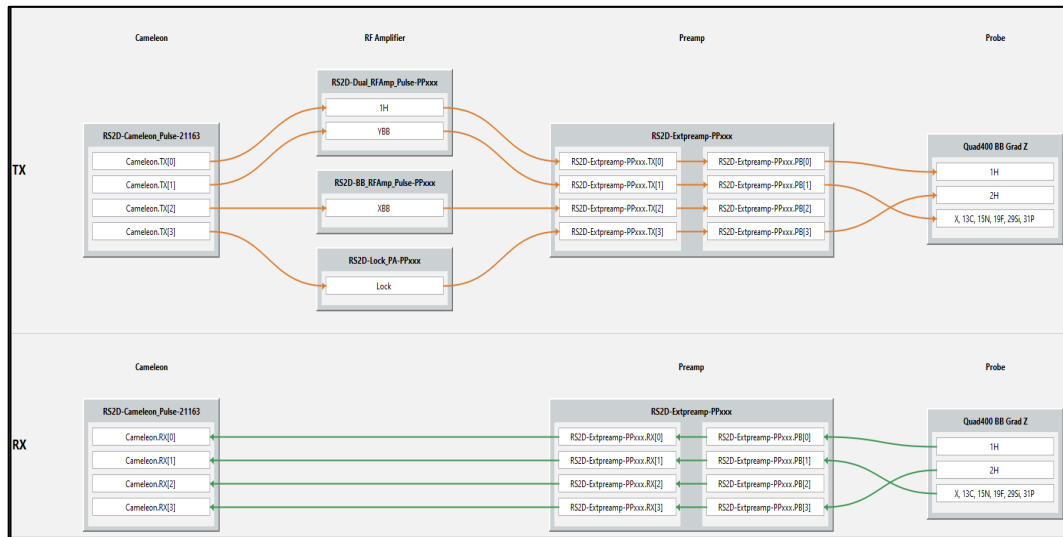 Cameleon
RF Amplifier
Preamp
Probe
TX
RS2D-Cameleon_Pulse-21163
Cameleon.TX[0]
Cameleon.TX[1]
Cameleon.TX[2]
Cameleon.TX[3]
RS2D-Dual_RFAmp_Pulse-PPxxx
1H
YBB
RS2D-BB_RFAmp_Pulse-PPxxx
XBB
RS2D-Lock_PA-PPxxx
Lock
RS2D-Extpreamp-PPxxx
RS2D-Extpreamp-PPxxx.TX[0]
RS2D-Extpreamp-PPxxx.PB[0]
RS2D-Extpreamp-PPxxx.TX[1]
RS2D-Extpreamp-PPxxx.PB[1]
RS2D-Extpreamp-PPxxx.TX[2]
RS2D-Extpreamp-PPxxx.PB[2]
RS2D-Extpreamp-PPxxx.TX[3]
RS2D-Extpreamp-PPxxx.PB[3]
Quad400 BB Grad Z
1H
2H
X, 13C, 15N, 19F, 29Si, 31P
Cameleon
Preamp
Probe
RX
RS2D-Cameleon_Pulse-21163
Cameleon.RX[0]
Cameleon.RX[1]
Cameleon.RX[2]
Cameleon.RX[3]
RS2D-Extpreamp-PPxxx
RS2D-Extpreamp-PPxxx.RX[0]
RS2D-Extpreamp-PPxxx.PB[0]
RS2D-Extpreamp-PPxxx.RX[1]
RS2D-Extpreamp-PPxxx.PB[1]
RS2D-Extpreamp-PPxxx.RX[2]
RS2D-Extpreamp-PPxxx.PB[2]
RS2D-Extpreamp-PPxxx.RX[3]
RS2D-Extpreamp-PPxxx.PB[3]
Quad400 BB Grad Z
1H
2H
X, 13C, 15N, 19F, 29Si, 31P